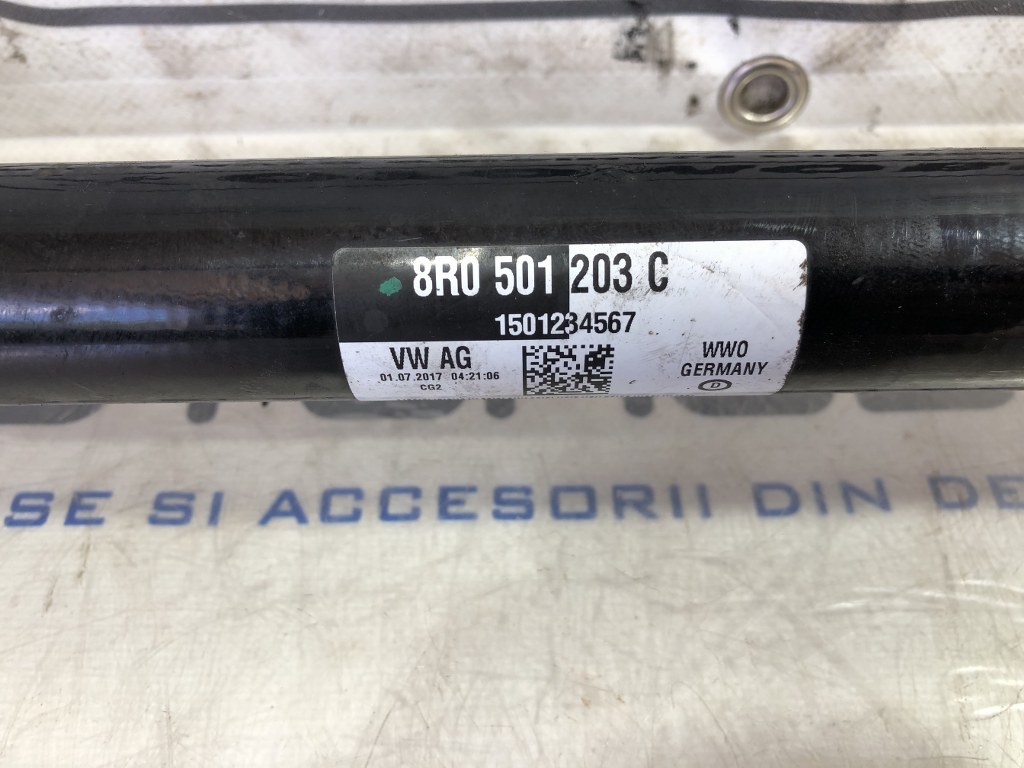 8R0 501 203 C
1501234567
VW AG
01.07.2017 04:21:06
CG2
WWO
GERMANY
D
SE SI ACCESORII DIN DE